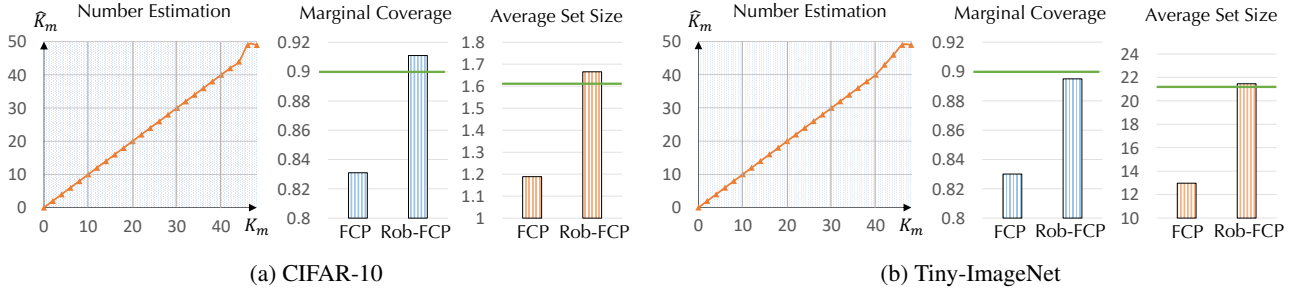 Number Estimation
K̂_m
50
40
30
20
10
0
0 10 20 30 40 K_m
Marginal Coverage
0.92
0.9
0.88
0.86
0.84
0.82
0.8
FCP Rob-FCP
Average Set Size
1.8
1.7
1.6
1.5
1.4
1.3
1.2
1.1
1
FCP Rob-FCP
(a) CIFAR-10
Number Estimation
K̂_m
50
40
30
20
10
0
0 10 20 30 40 K_m
Marginal Coverage
0.92
0.9
0.88
0.86
0.84
0.82
0.8
FCP Rob-FCP
Average Set Size
24
22
20
18
16
14
12
10
FCP Rob-FCP
(b) Tiny-ImageNet